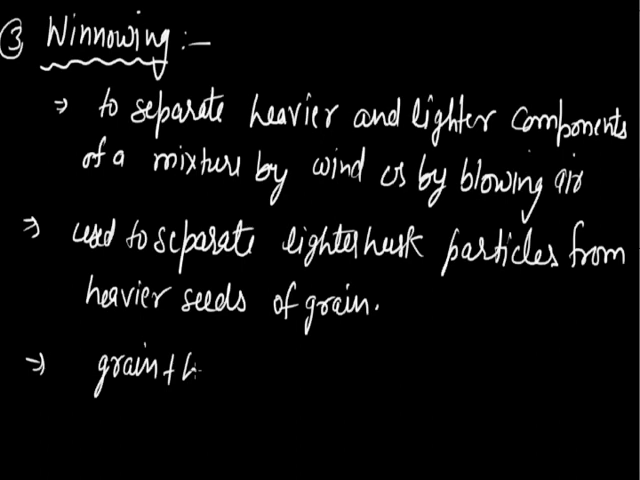 ③ Winnowing :-
⇒ to separate heavier and lighter components
of a mixture by wind or by blowing air
⇒ used to separate lighter husk particles from
heavier seeds of grain.
⇒ grain + h